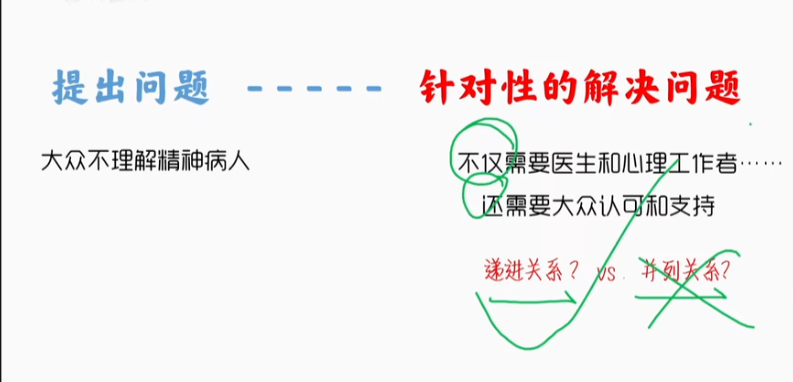 提出问题 ----- 针对性的解决问题
大众不理解精神病人
不仅需要医生和心理工作者……
还需要大众认可和支持
递进关系？ vs. 并列关系？